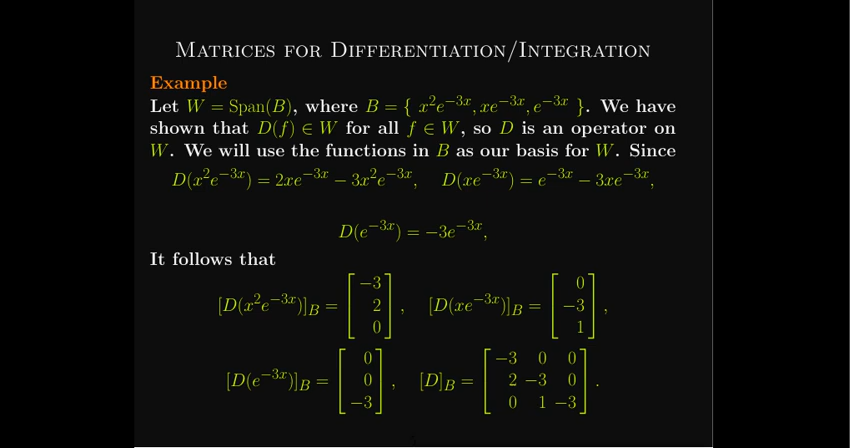 Matrices for Differentiation/Integration
Example
Let W = Span(B), where B = { x²e⁻³ˣ, xe⁻³ˣ, e⁻³ˣ }. We have
shown that D(f) ∈ W for all f ∈ W, so D is an operator on
W. We will use the functions in B as our basis for W. Since
D(x²e⁻³ˣ) = 2xe⁻³ˣ − 3x²e⁻³ˣ, D(xe⁻³ˣ) = e⁻³ˣ − 3xe⁻³ˣ,
D(e⁻³ˣ) = −3e⁻³ˣ,
It follows that
[D(x²e⁻³ˣ)]_B = [−3; 2; 0], [D(xe⁻³ˣ)]_B = [0; −3; 1],
[D(e⁻³ˣ)]_B = [0; 0; −3], [D]_B = [−3 0 0; 2 −3 0; 0 1 −3].